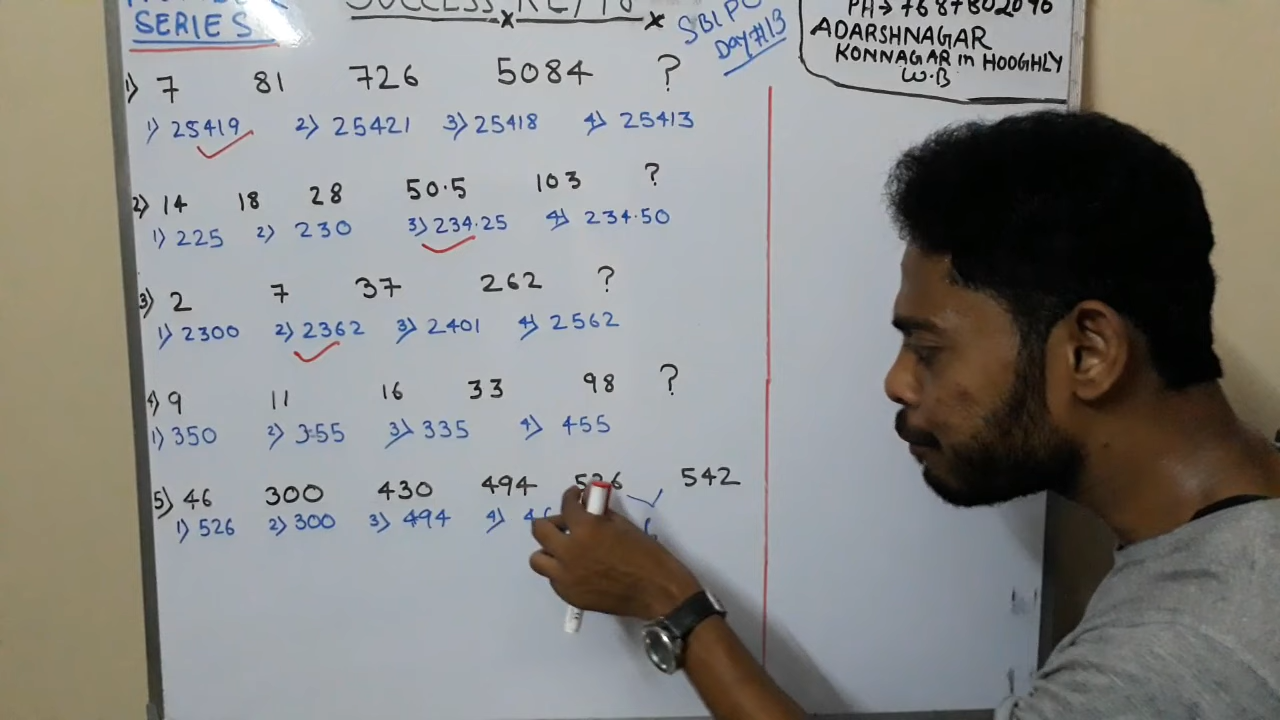 SERIES
SUCCESS
SBI PO
Day #13
ADARSHNAGAR
KONNAGAR in HOOGHLY
W.B
1) 7 81 726 5084 ?
1) 25419 2) 25421 3) 25418 4) 25413
2) 14 18 28 50.5 103 ?
1) 225 2) 230 3) 234.25 4) 234.50
3) 2 7 37 262 ?
1) 2300 2) 2362 3) 2401 4) 2562
4) 9 11 16 33 98 ?
1) 350 2) 355 3) 335 4) 455
5) 46 300 430 494 526 542
1) 526 2) 300 3) 494 4)